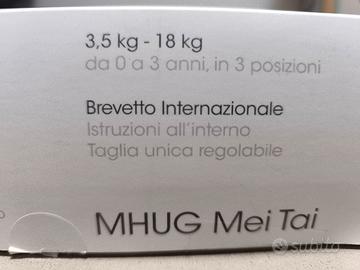 3,5 kg - 18 kg
da 0 a 3 anni, in 3 posizioni
Brevetto Internazionale
Istruzioni all'interno
Taglia unica regolabile
MHUG Mei Tai
subito